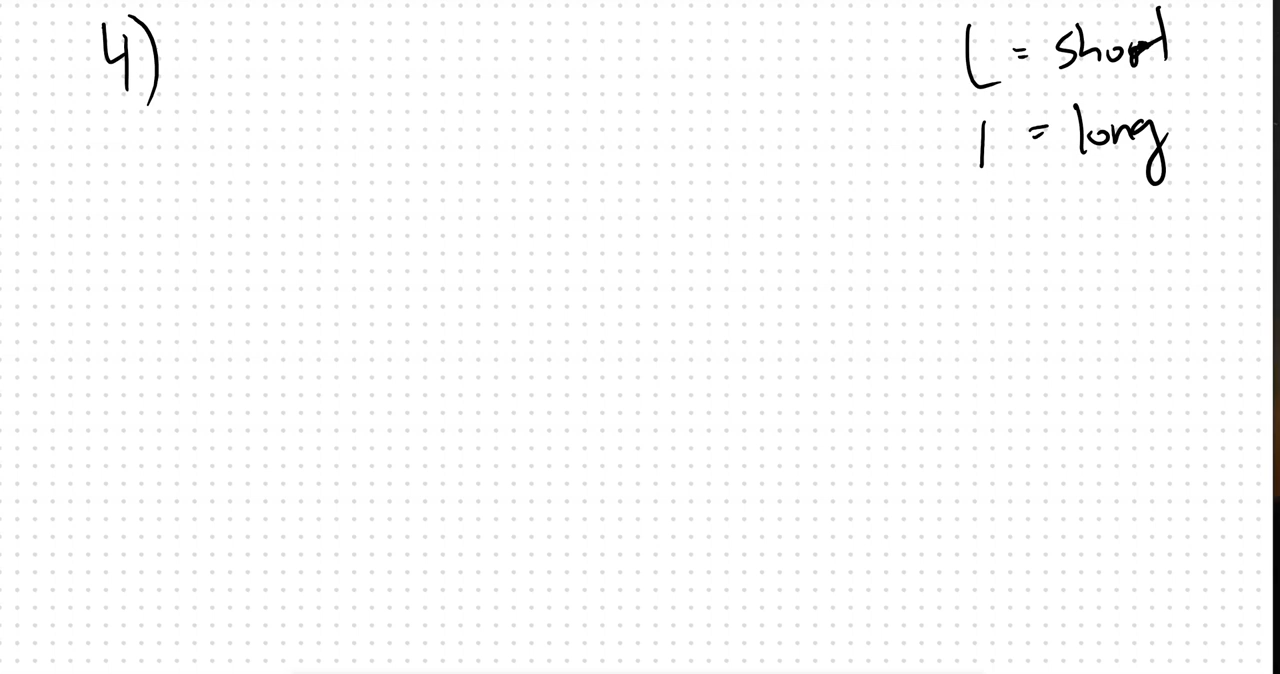 4)
L = short
l = long